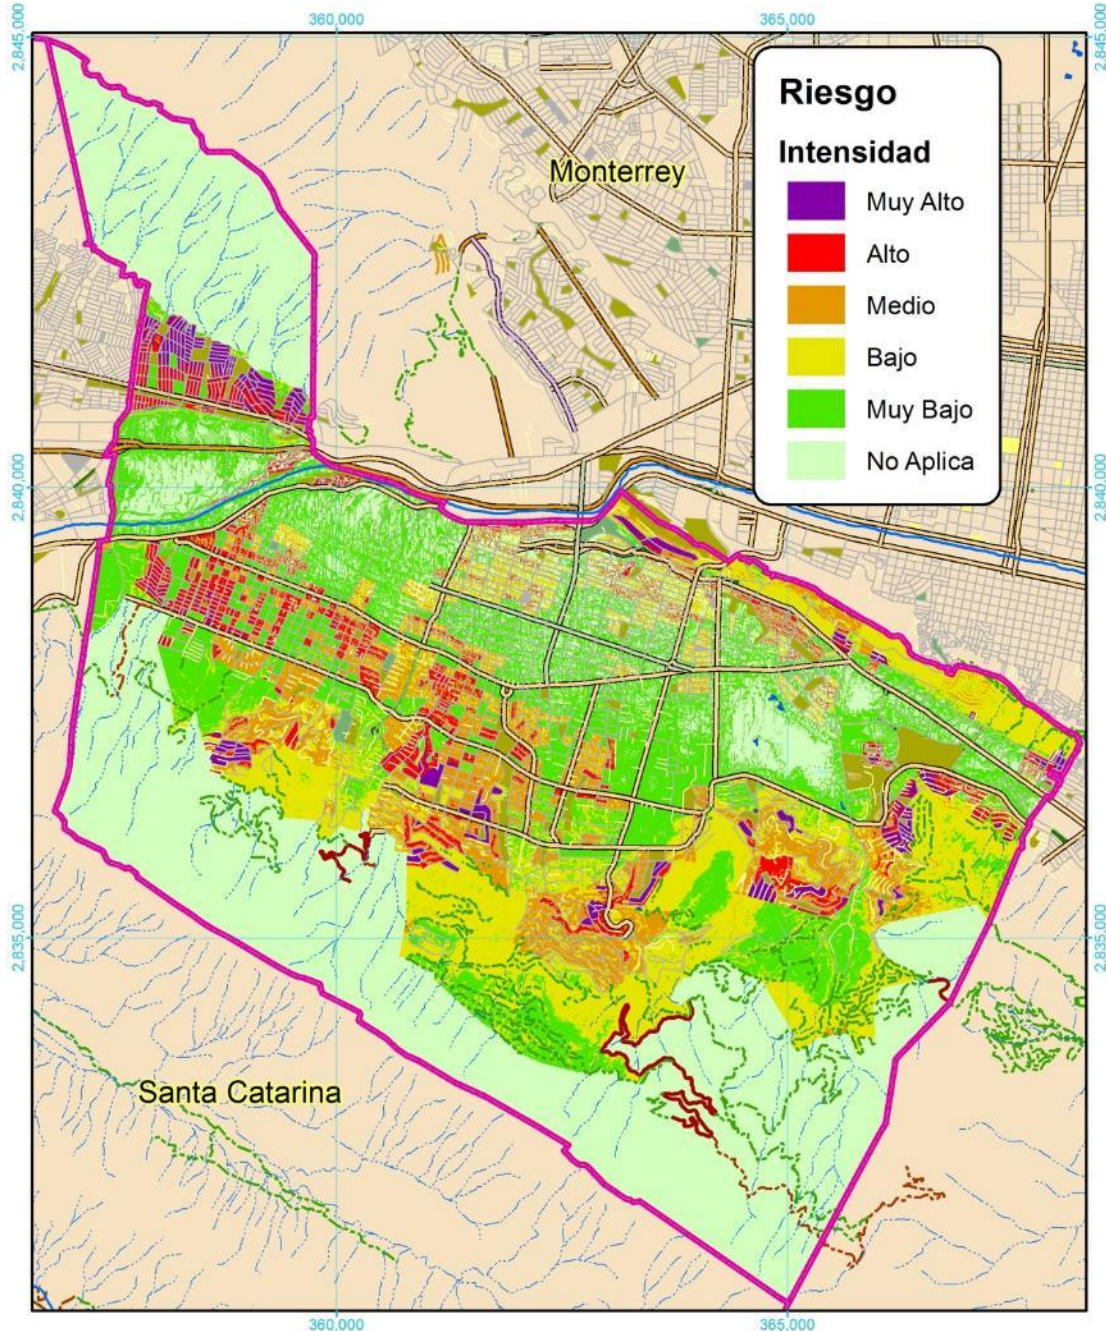 360,000
365,000
2,845,000
2,845,000
Riesgo
Intensidad
Muy Alto
Alto
Medio
Bajo
Muy Bajo
No Aplica
Monterrey
2,840,000
2,840,000
2,835,000
2,835,000
Santa Catarina
360,000
365,000